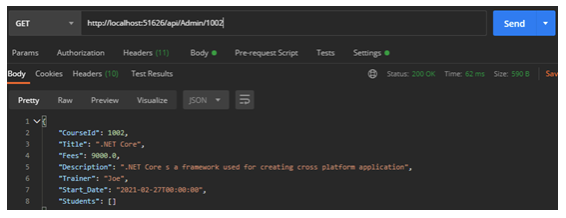 GET http://localhost:51626/api/Admin/1002 Send
Params Authorization Headers (11) Body Pre-request Script Tests Settings
Body Cookies Headers (10) Test Results Status: 200 OK Time: 62 ms Size: 590 B Sav
Pretty Raw Preview Visualize JSON
1 {
2 "CourseId": 1002,
3 "Title": ".NET Core",
4 "Fees": 9000.0,
5 "Description": ".NET Core s a framework used for creating cross platform application",
6 "Trainer": "Joe",
7 "Start_Date": "2021-02-27T00:00:00",
8 "Students": []